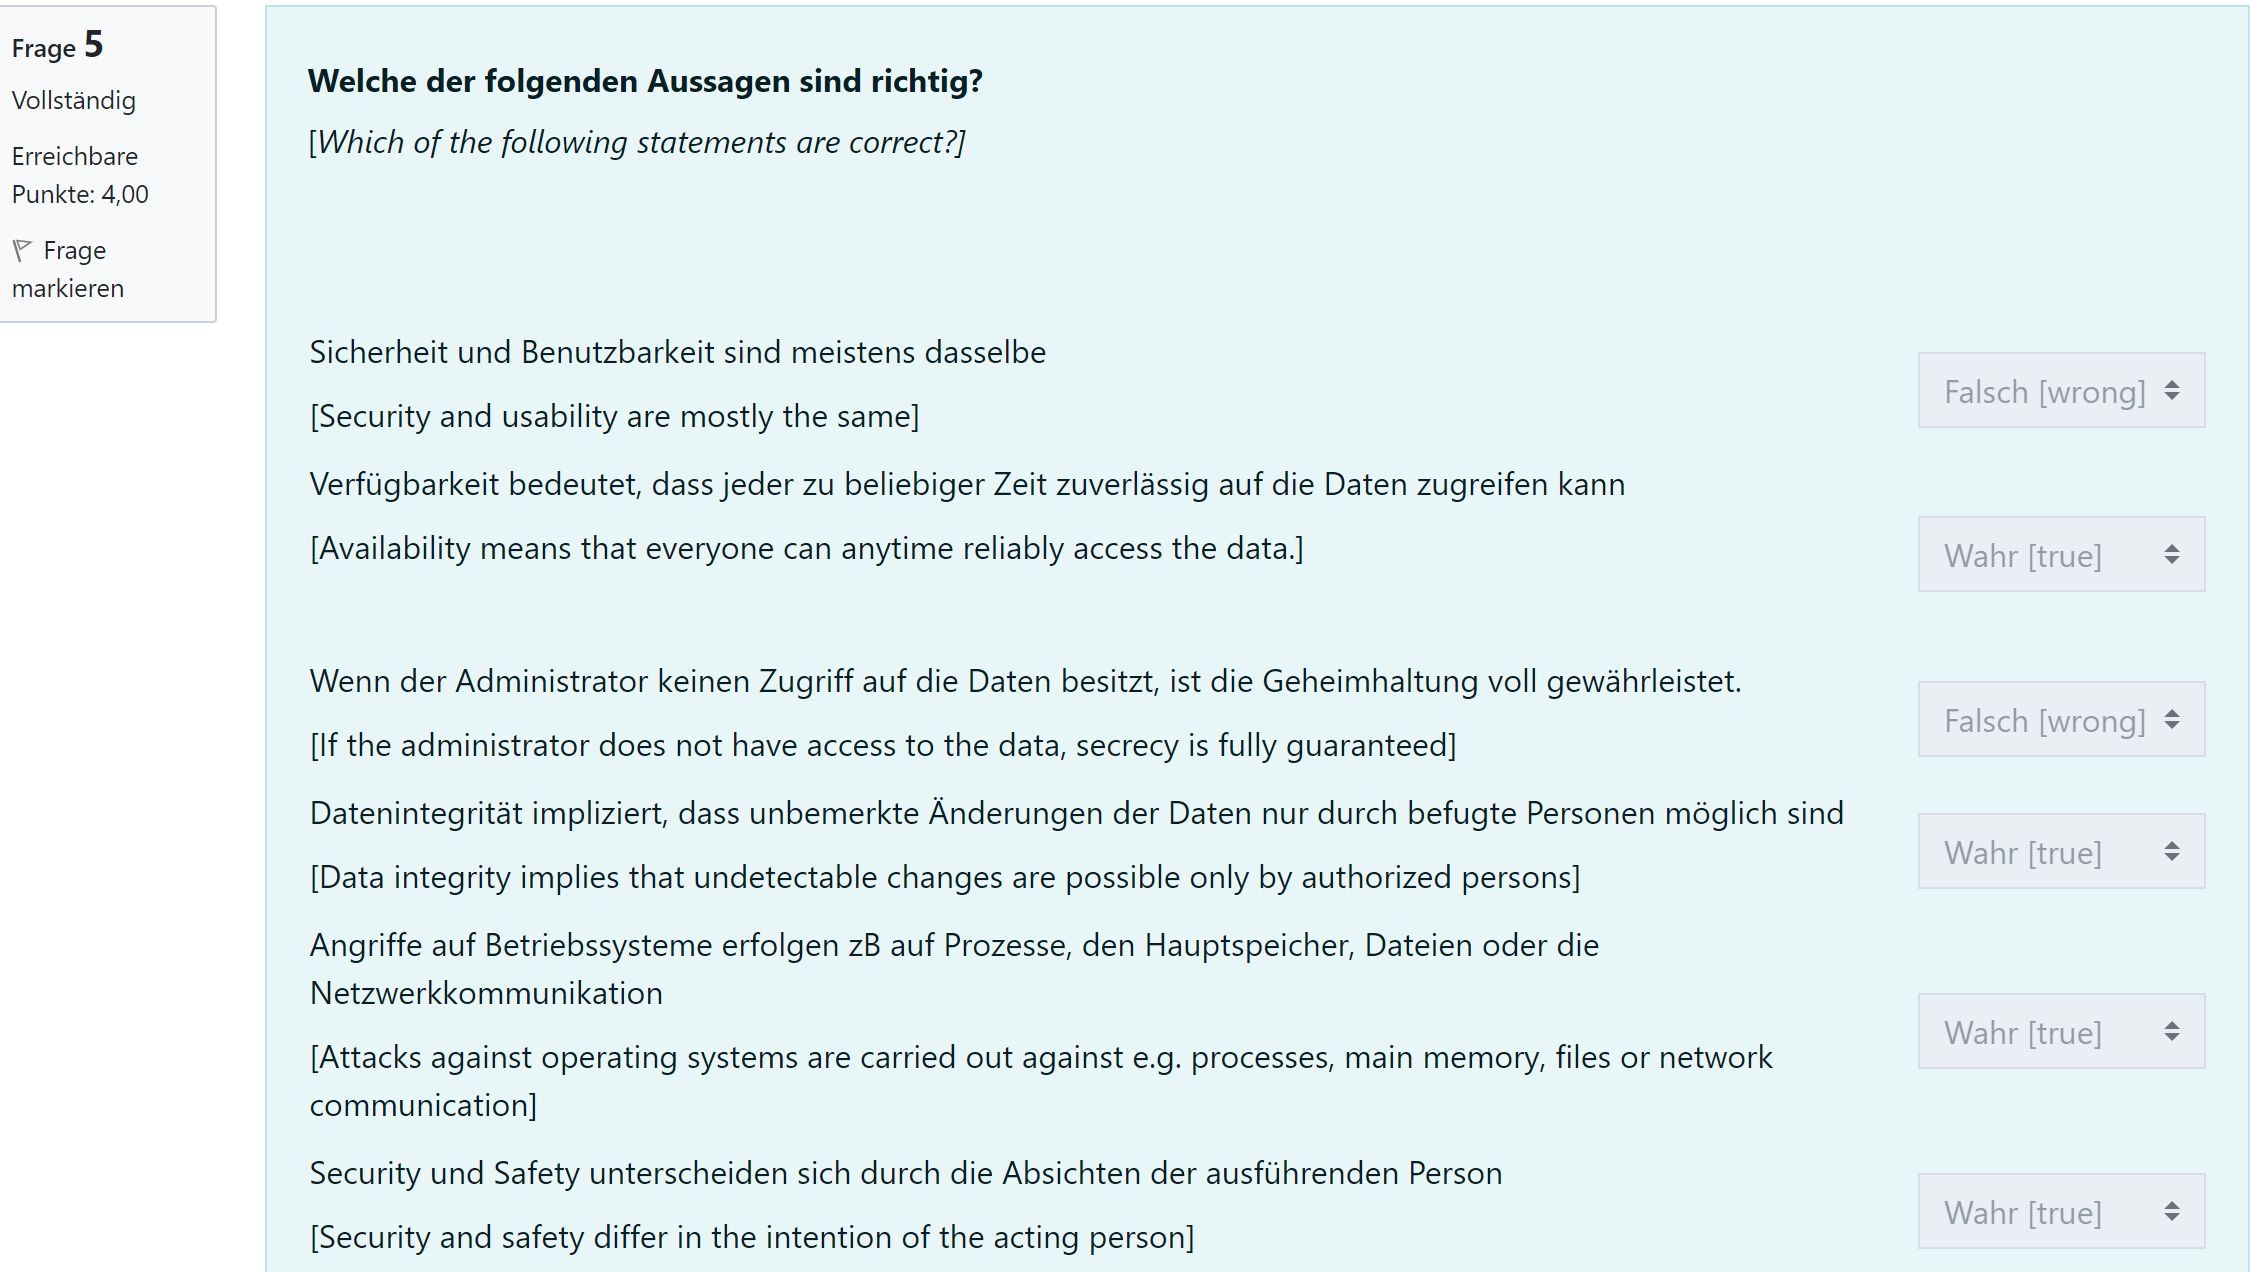 Frage 5
Vollständig
Erreichbare
Punkte: 4,00
Frage
markieren
Welche der folgenden Aussagen sind richtig?
[Which of the following statements are correct?]
Sicherheit und Benutzbarkeit sind meistens dasselbe
[Security and usability are mostly the same]
Falsch [wrong]
Verfügbarkeit bedeutet, dass jeder zu beliebiger Zeit zuverlässig auf die Daten zugreifen kann
[Availability means that everyone can anytime reliably access the data.]
Wahr [true]
Wenn der Administrator keinen Zugriff auf die Daten besitzt, ist die Geheimhaltung voll gewährleistet.
[If the administrator does not have access to the data, secrecy is fully guaranteed]
Falsch [wrong]
Datenintegrität impliziert, dass unbemerkte Änderungen der Daten nur durch befugte Personen möglich sind
[Data integrity implies that undetectable changes are possible only by authorized persons]
Wahr [true]
Angriffe auf Betriebssysteme erfolgen zB auf Prozesse, den Hauptspeicher, Dateien oder die
Netzwerkkommunikation
[Attacks against operating systems are carried out against e.g. processes, main memory, files or network
communication]
Wahr [true]
Security und Safety unterscheiden sich durch die Absichten der ausführenden Person
[Security and safety differ in the intention of the acting person]
Wahr [true]